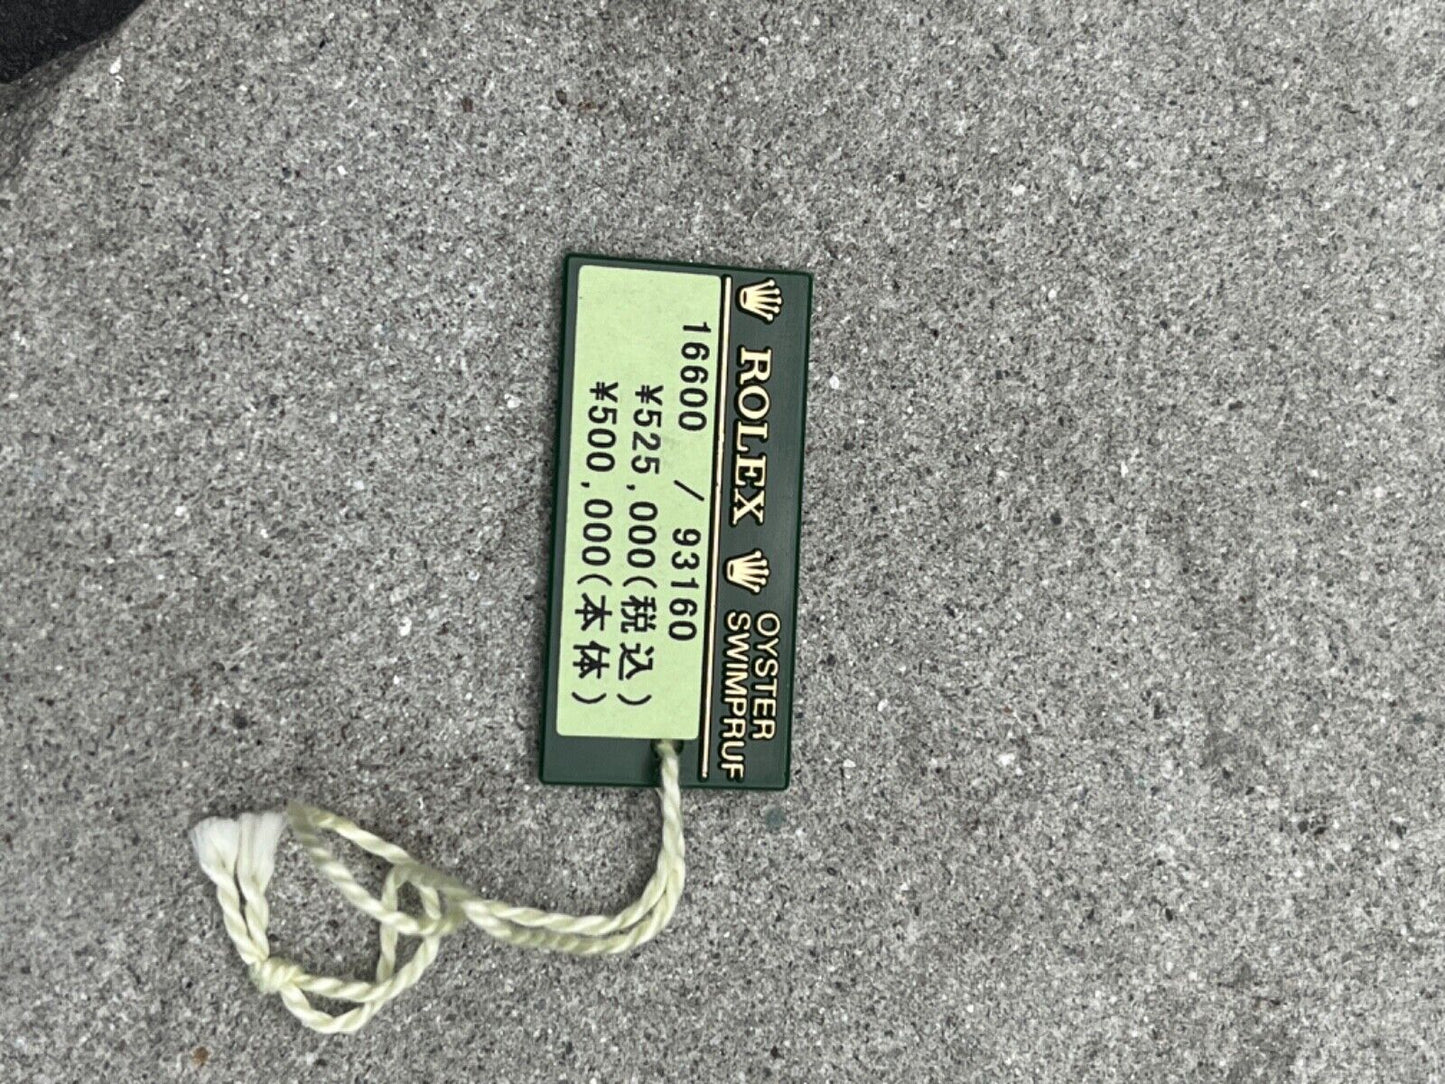 ROLEX
OYSTER
SWIMPRUF
16600 / 93160
¥525,000(税込)
¥500,000(本体)